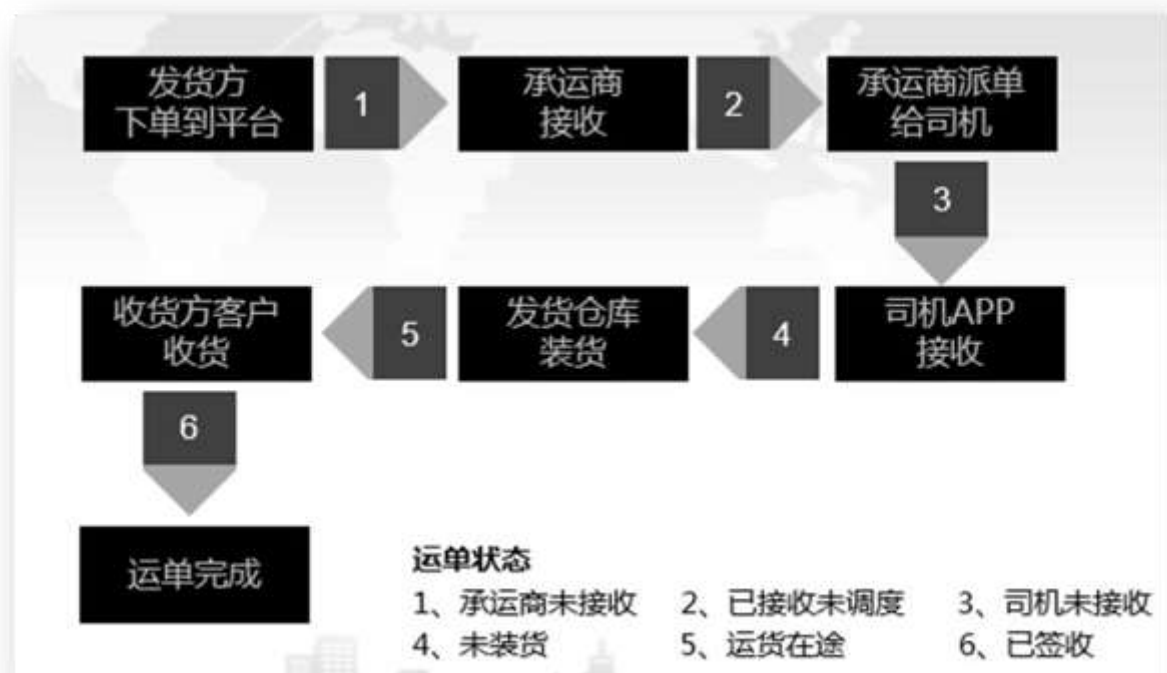 发货方
下单到平台
1
承运商
接收
2
承运商派单
给司机
3
司机APP
接收
4
发货仓库
装货
5
收货方客户
收货
6
运单完成
运单状态
1、承运商未接收 2、已接收未调度 3、司机未接收
4、未装货 5、运货在途 6、已签收